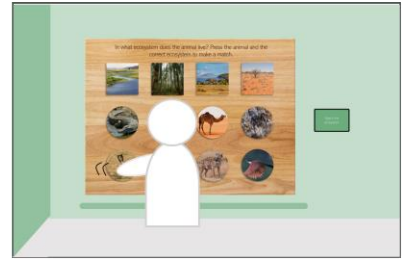 In what ecosystem does the animal live? Press the animal and the
correct ecosystem to make a match.